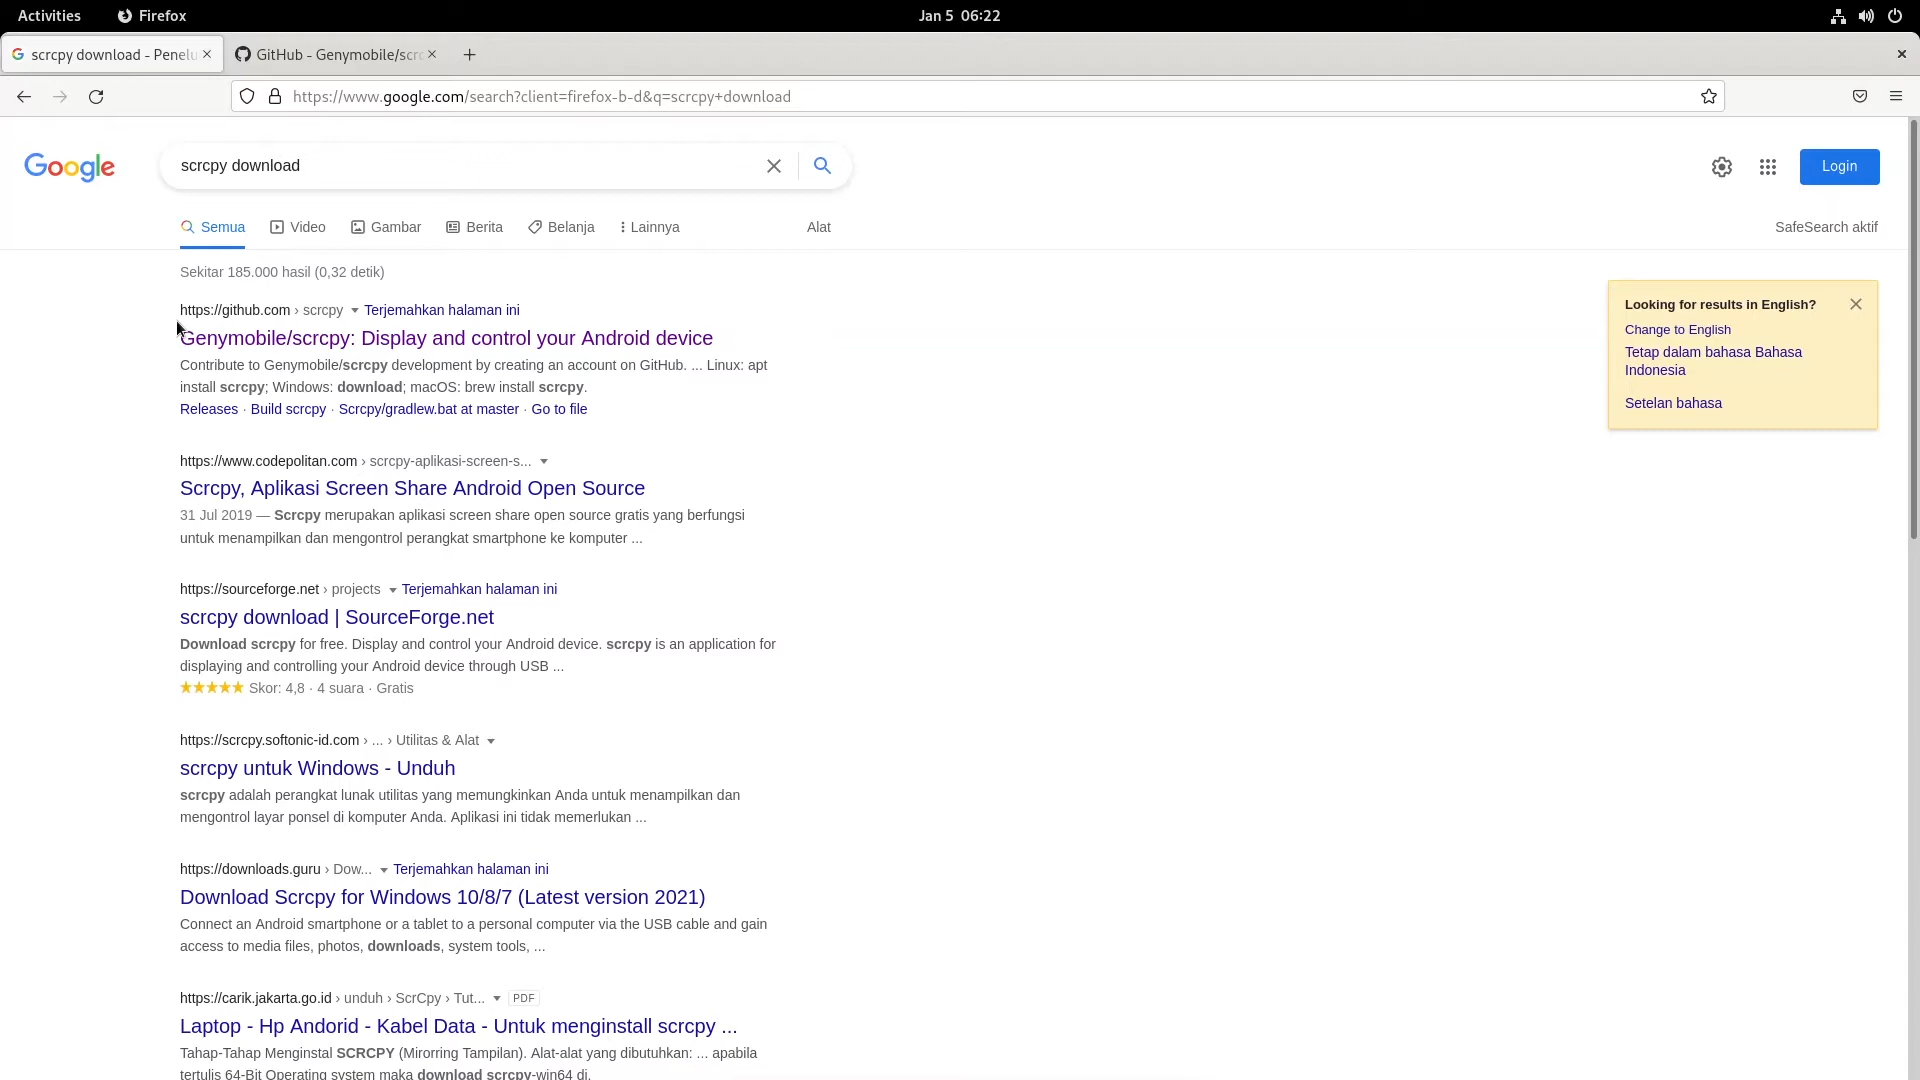 Activities
Firefox
Jan 5 06:22
scrcpy download - Penelu
GitHub - Genymobile/scrc
https://www.google.com/search?client=firefox-b-d&q=scrcpy+download
Google
scrcpy download
Login
Semua
Video
Gambar
Berita
Belanja
Lainnya
Alat
SafeSearch aktif
Sekitar 185.000 hasil (0,32 detik)
https://github.com › scrcpy Terjemahkan halaman ini
Genymobile/scrcpy: Display and control your Android device
Contribute to Genymobile/scrcpy development by creating an account on GitHub. ... Linux: apt
install scrcpy; Windows: download; macOS: brew install scrcpy.
Releases · Build scrcpy · Scrcpy/gradlew.bat at master · Go to file
https://www.codepolitan.com › scrcpy-aplikasi-screen-s...
Scrcpy, Aplikasi Screen Share Android Open Source
31 Jul 2019 — Scrcpy merupakan aplikasi screen share open source gratis yang berfungsi
untuk menampilkan dan mengontrol perangkat smartphone ke komputer ...
https://sourceforge.net › projects Terjemahkan halaman ini
scrcpy download | SourceForge.net
Download scrcpy for free. Display and control your Android device. scrcpy is an application for
displaying and controlling your Android device through USB ...
Skor: 4,8 · 4 suara · Gratis
https://scrcpy.softonic-id.com › ... › Utilitas & Alat
scrcpy untuk Windows - Unduh
scrcpy adalah perangkat lunak utilitas yang memungkinkan Anda untuk menampilkan dan
mengontrol layar ponsel di komputer Anda. Aplikasi ini tidak memerlukan ...
https://downloads.guru › Dow... Terjemahkan halaman ini
Download Scrcpy for Windows 10/8/7 (Latest version 2021)
Connect an Android smartphone or a tablet to a personal computer via the USB cable and gain
access to media files, photos, downloads, system tools, ...
https://carik.jakarta.go.id › unduh › ScrCpy › Tut... PDF
Laptop - Hp Andorid - Kabel Data - Untuk menginstall scrcpy ...
Tahap-Tahap Menginstal SCRCPY (Mirorring Tampilan). Alat-alat yang dibutuhkan: ... apabila
tertulis 64-Bit Operating system maka download scrcpy-win64 di.
Looking for results in English?
Change to English
Tetap dalam bahasa Bahasa
Indonesia
Setelan bahasa